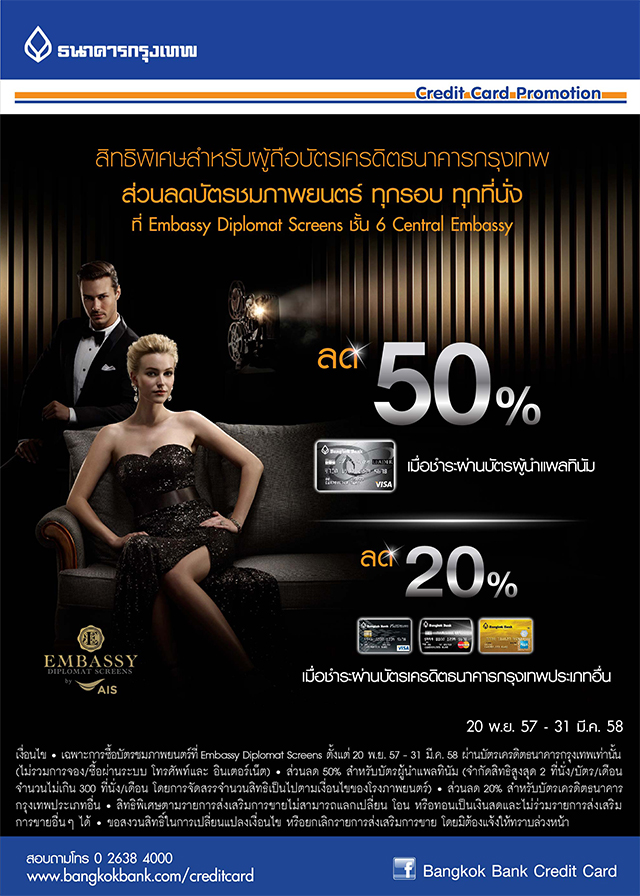 ธนาคารกรุงเทพ
Credit Card Promotion
สิทธิพิเศษสำหรับผู้ถือบัตรเครดิตธนาคารกรุงเทพ
ส่วนลดบัตรชมภาพยนตร์ ทุกรอบ ทุกที่นั่ง
ที่ Embassy Diplomat Screens ชั้น 6 Central Embassy
ลด 50%
Bangkok Bank
VISA
เมื่อชำระผ่านบัตรผู้นำแพลทินัม
ลด 20%
Bangkok Bank Platinum
VISA
Bangkok Bank
MasterCard
Bangkok Bank
เมื่อชำระผ่านบัตรเครดิตธนาคารกรุงเทพประเภทอื่น
E
EMBASSY
DIPLOMAT SCREENS
by AIS
20 พ.ย. 57 - 31 มี.ค. 58
เงื่อนไข • เฉพาะการซื้อบัตรชมภาพยนตร์ที่ Embassy Diplomat Screens ตั้งแต่ 20 พ.ย. 57 - 31 มี.ค. 58 ผ่านบัตรเครดิตธนาคารกรุงเทพเท่านั้น
(ไม่รวมการจอง/ซื้อผ่านระบบ โทรศัพท์และ อินเตอร์เน็ต) • ส่วนลด 50% สำหรับบัตรผู้นำแพลทินัม (จำกัดสิทธิสูงสุด 2 ที่นั่ง/บัตร/เดือน
จำนวนไม่เกิน 300 ที่นั่ง/เดือน โดยการจัดสรรจำนวนสิทธิเป็นไปตามเงื่อนไขของโรงภาพยนตร์) • ส่วนลด 20% สำหรับบัตรเครดิตธนาคาร
กรุงเทพประเภทอื่น • สิทธิพิเศษตามรายการส่งเสริมการขายไม่สามารถแลกเปลี่ยน โอน หรือทอนเป็นเงินสดและไม่ร่วมรายการส่งเสริม
การขายอื่นๆ ได้ • ขอสงวนสิทธิ์ในการเปลี่ยนแปลงเงื่อนไข หรือยกเลิกรายการส่งเสริมการขาย โดยมิต้องแจ้งให้ทราบล่วงหน้า
สอบถามโทร 0 2638 4000
www.bangkokbank.com/creditcard
f Bangkok Bank Credit Card